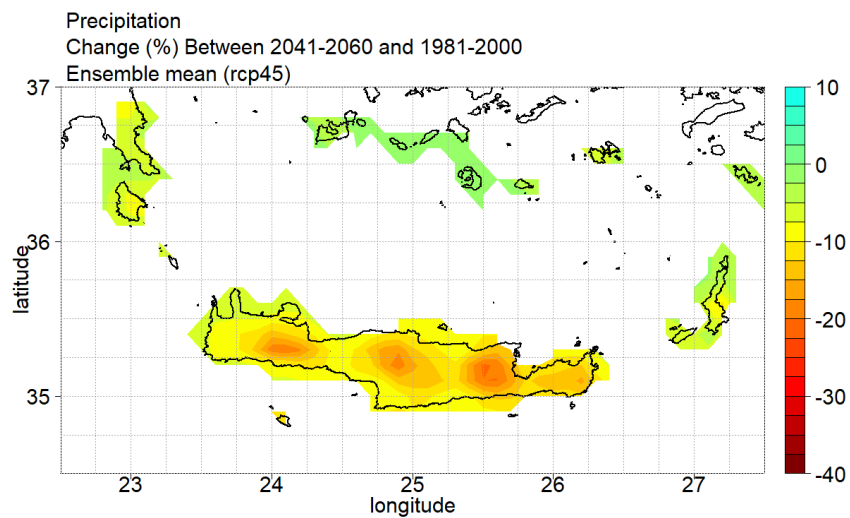 Precipitation
Change (%) Between 2041-2060 and 1981-2000
Ensemble mean (rcp45)
37
36
35
latitude
23
24
25
26
27
longitude
10
0
-10
-20
-30
-40